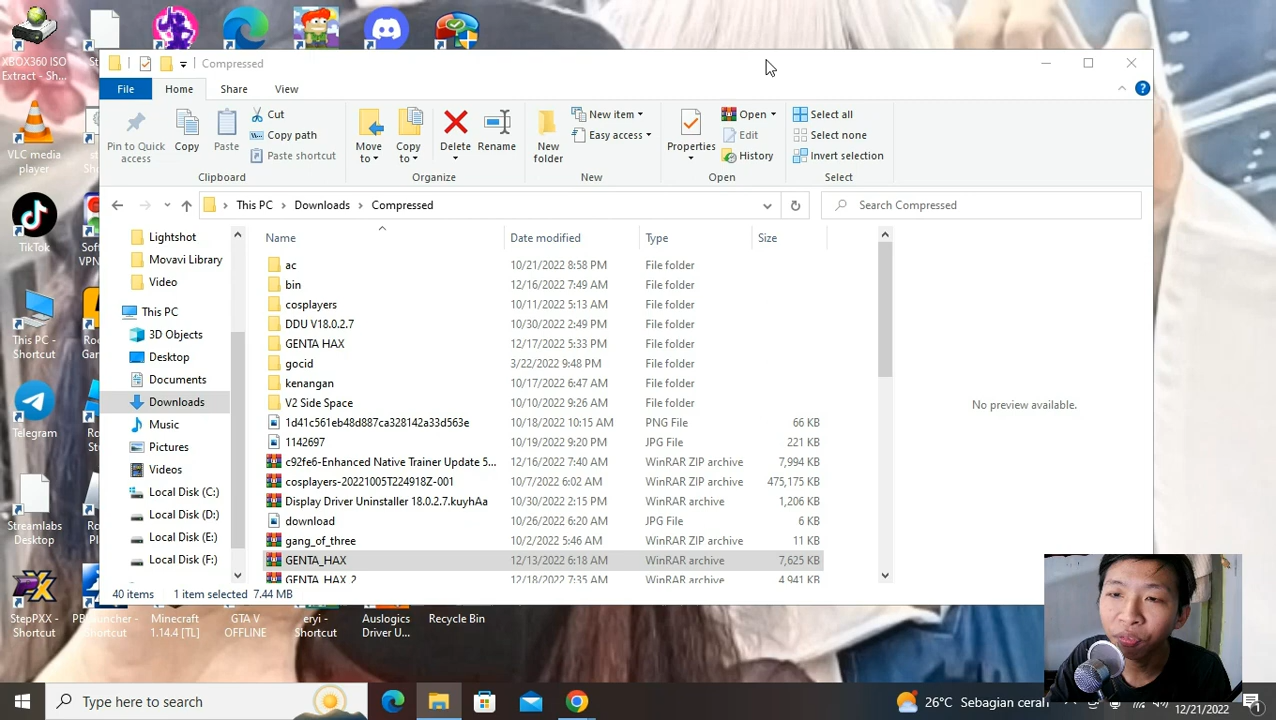 XBOX360 ISO
Extract - Sh...
VLC media
player
TikTok
This PC -
Shortcut
Telegram
Streamlabs
Desktop
StepPXX -
Shortcut
Shortcut
Minecraft
1.14.4 [TL]
GTA V
OFFLINE
eryi -
Shortcut
Auslogics
Driver U...
Recycle Bin
Compressed
File
Home
Share
View
Pin to Quick
access
Copy
Paste
Cut
Copy path
Paste shortcut
Clipboard
Move
to
Copy
to
Delete
Rename
Organize
New
folder
New item
Easy access
New
Properties
Open
Edit
History
Open
Select all
Select none
Invert selection
Select
This PC > Downloads > Compressed
Search Compressed
Lightshot
Movavi Library
Video
This PC
3D Objects
Desktop
Documents
Downloads
Music
Pictures
Videos
Local Disk (C:)
Local Disk (D:)
Local Disk (E:)
Local Disk (F:)
Name Date modified Type Size
ac 10/21/2022 8:58 PM File folder
bin 12/16/2022 7:49 AM File folder
cosplayers 10/11/2022 5:13 AM File folder
DDU V18.0.2.7 10/30/2022 2:49 PM File folder
GENTA HAX 12/17/2022 5:33 PM File folder
gocid 3/22/2022 9:48 PM File folder
kenangan 10/17/2022 6:47 AM File folder
V2 Side Space 10/10/2022 9:26 AM File folder
1d41c561eb48d887ca328142a33d563e 10/18/2022 10:15 AM PNG File 66 KB
1142697 10/19/2022 9:20 PM JPG File 221 KB
c92fe6-Enhanced Native Trainer Update 5... 12/16/2022 7:40 AM WinRAR ZIP archive 7,994 KB
cosplayers-20221005T224918Z-001 10/7/2022 6:02 AM WinRAR ZIP archive 475,175 KB
Display Driver Uninstaller 18.0.2.7.kuyhAa 10/30/2022 2:15 PM WinRAR archive 1,206 KB
download 10/26/2022 6:20 AM JPG File 6 KB
gang_of_three 10/2/2022 5:46 AM WinRAR ZIP archive 11 KB
GENTA_HAX 12/13/2022 6:18 AM WinRAR archive 7,625 KB
GENTA_HAX_2 12/18/2022 7:35 AM WinRAR archive 4,941 KB
No preview available.
40 items 1 item selected 7.44 MB
Type here to search
26°C Sebagian cerah
12/21/2022